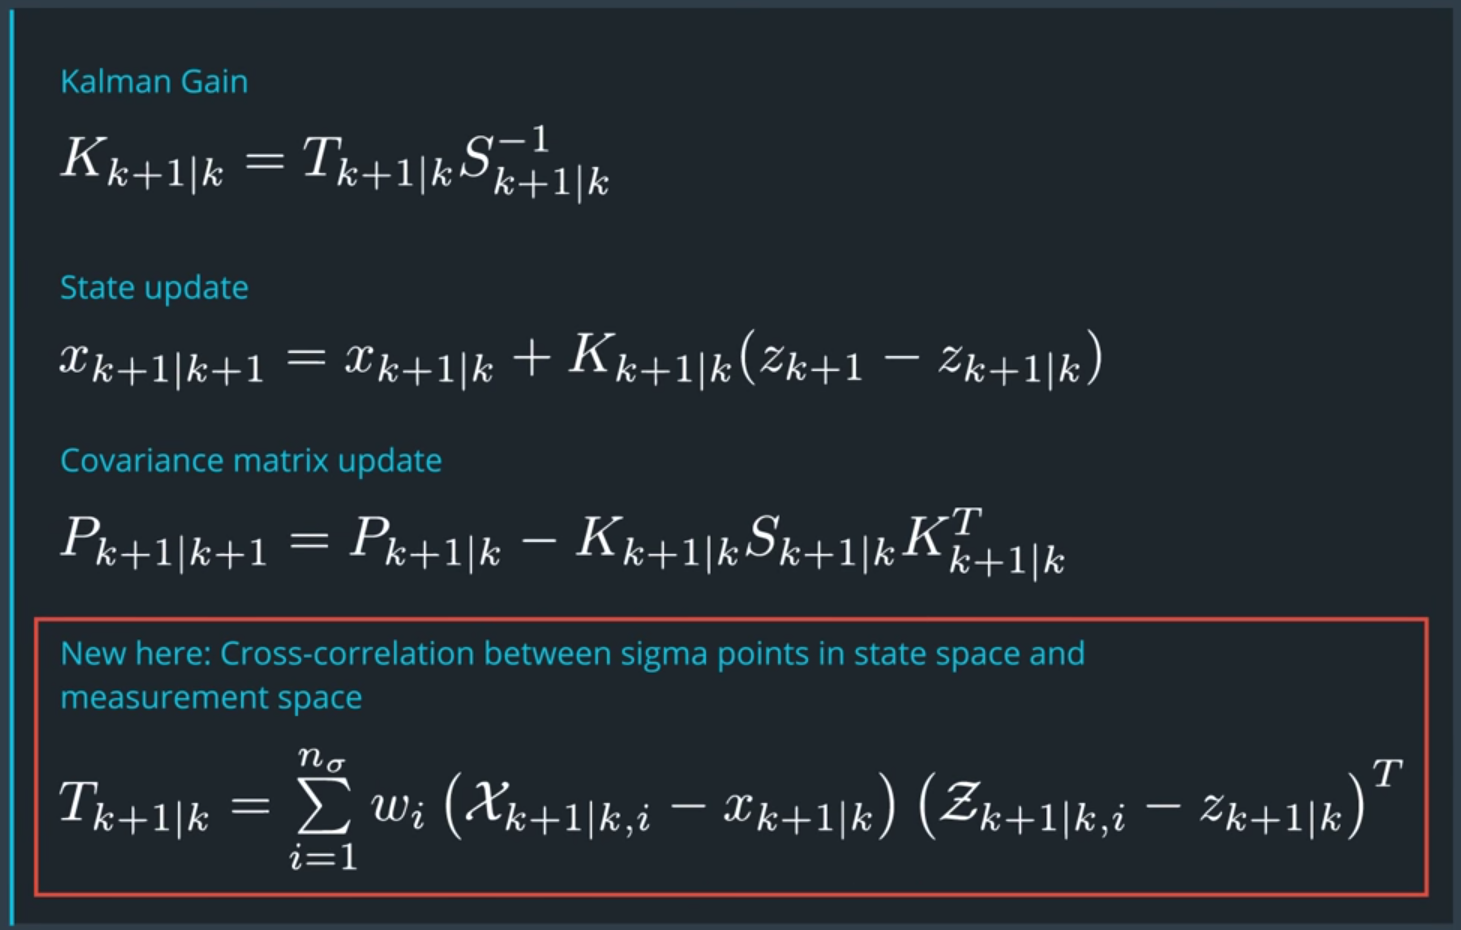 Kalman Gain
$K_{k+1|k} = T_{k+1|k} S_{k+1|k}^{-1}$
State update
$x_{k+1|k+1} = x_{k+1|k} + K_{k+1|k}(z_{k+1} - z_{k+1|k})$
Covariance matrix update
$P_{k+1|k+1} = P_{k+1|k} - K_{k+1|k} S_{k+1|k} K_{k+1|k}^{T}$
New here: Cross-correlation between sigma points in state space and
measurement space
$T_{k+1|k} = \sum_{i=1}^{n_\sigma} w_i \left(\mathcal{X}_{k+1|k,i} - x_{k+1|k}\right) \left(\mathcal{Z}_{k+1|k,i} - z_{k+1|k}\right)^{T}$